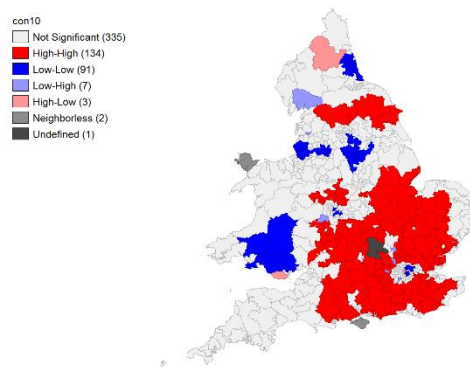 con10
Not Significant (335)
High-High (134)
Low-Low (91)
Low-High (7)
High-Low (3)
Neighborless (2)
Undefined (1)